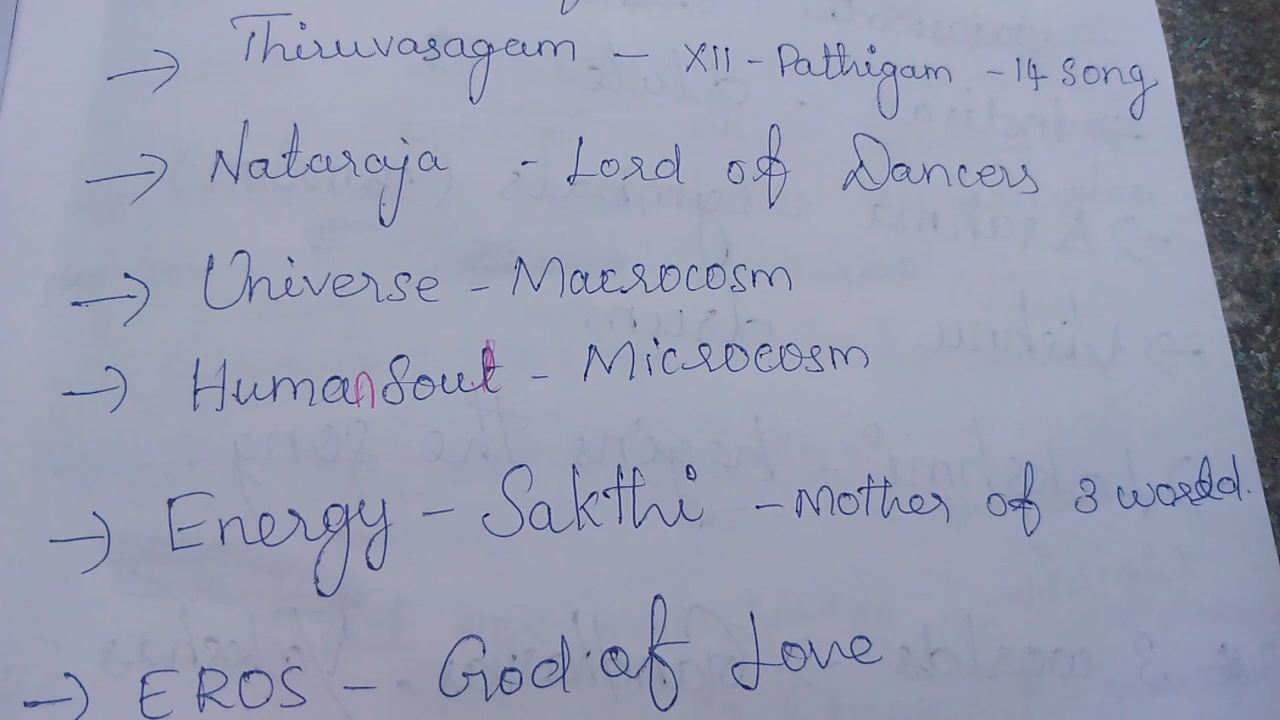 → Thiruvasagam - XII - Pathigam - 14 song
→ Nataraja - Lord of Dancers
→ Universe - Macrocosm
→ Human Soul - Microcosm
→ Energy - Sakthi - Mother of 3 world.
→ EROS - God of Love